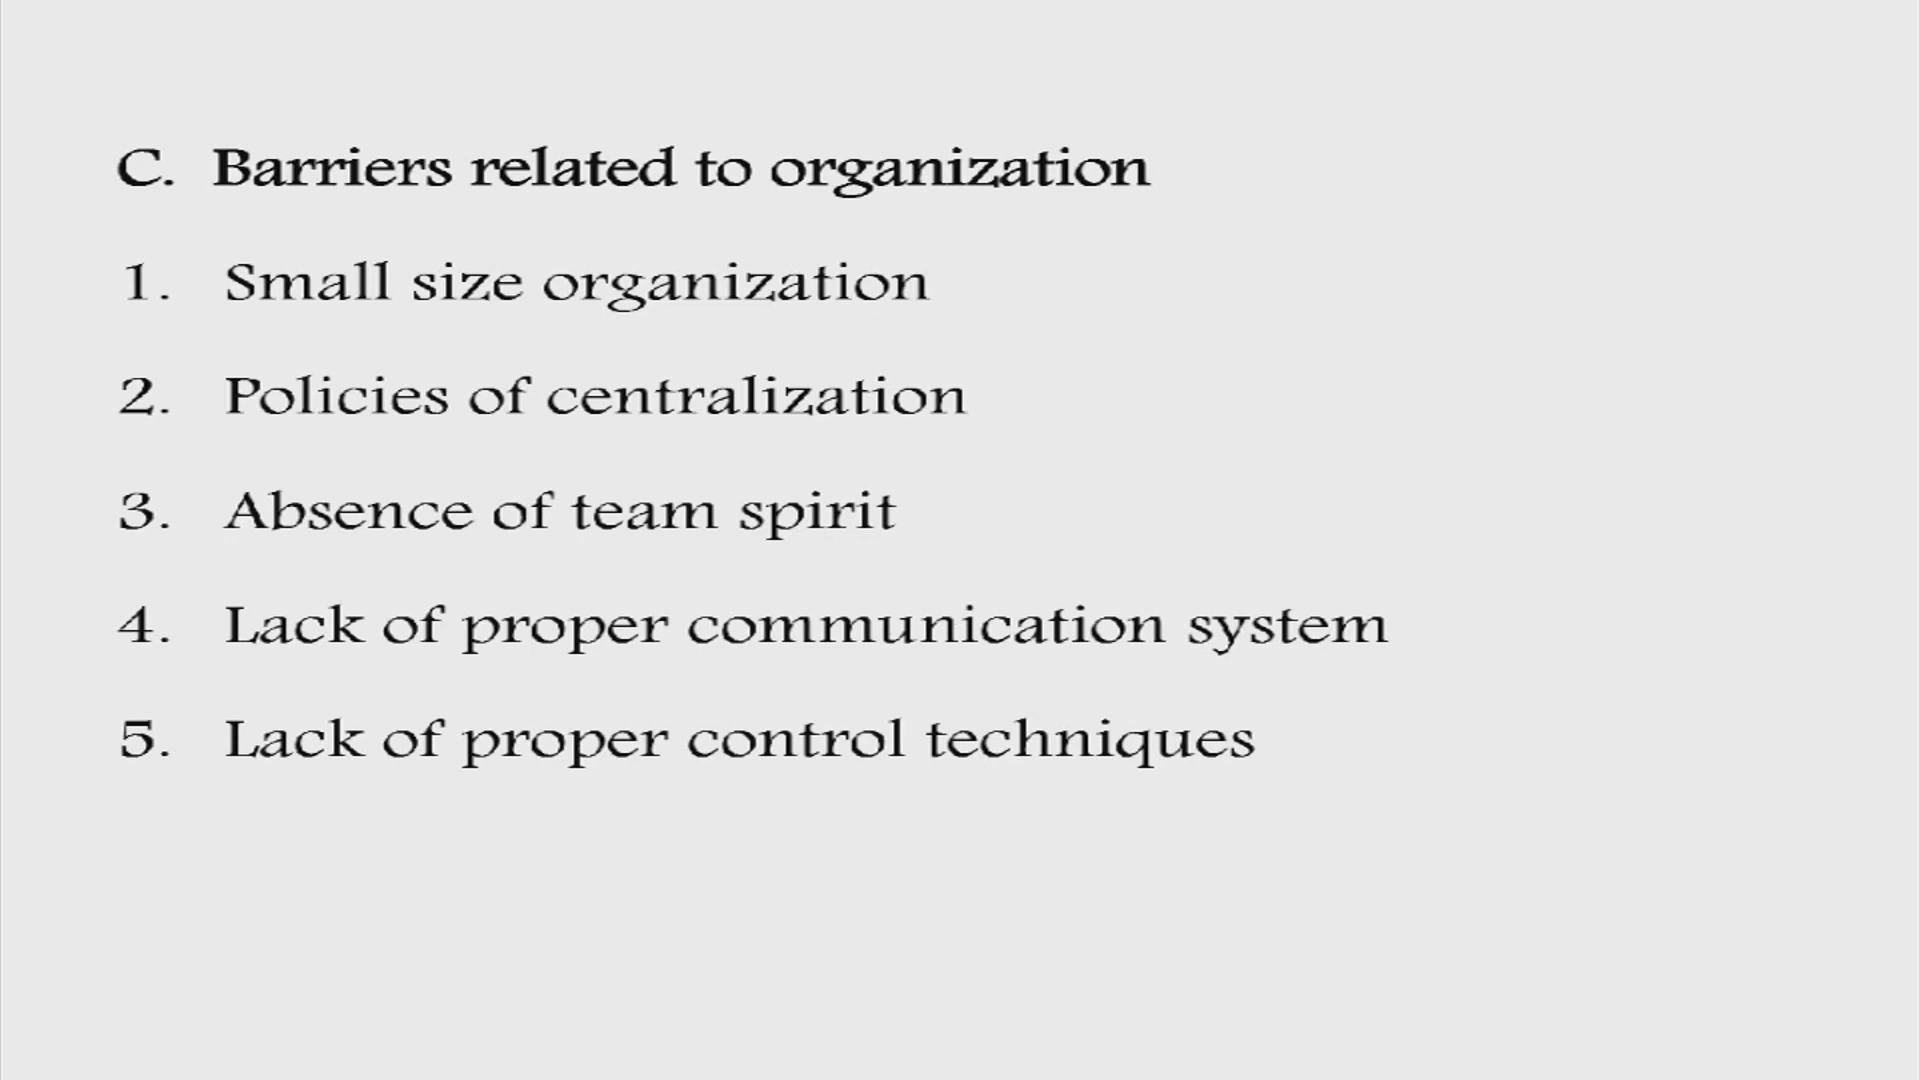 C. Barriers related to organization
1. Small size organization
2. Policies of centralization
3. Absence of team spirit
4. Lack of proper communication system
5. Lack of proper control techniques